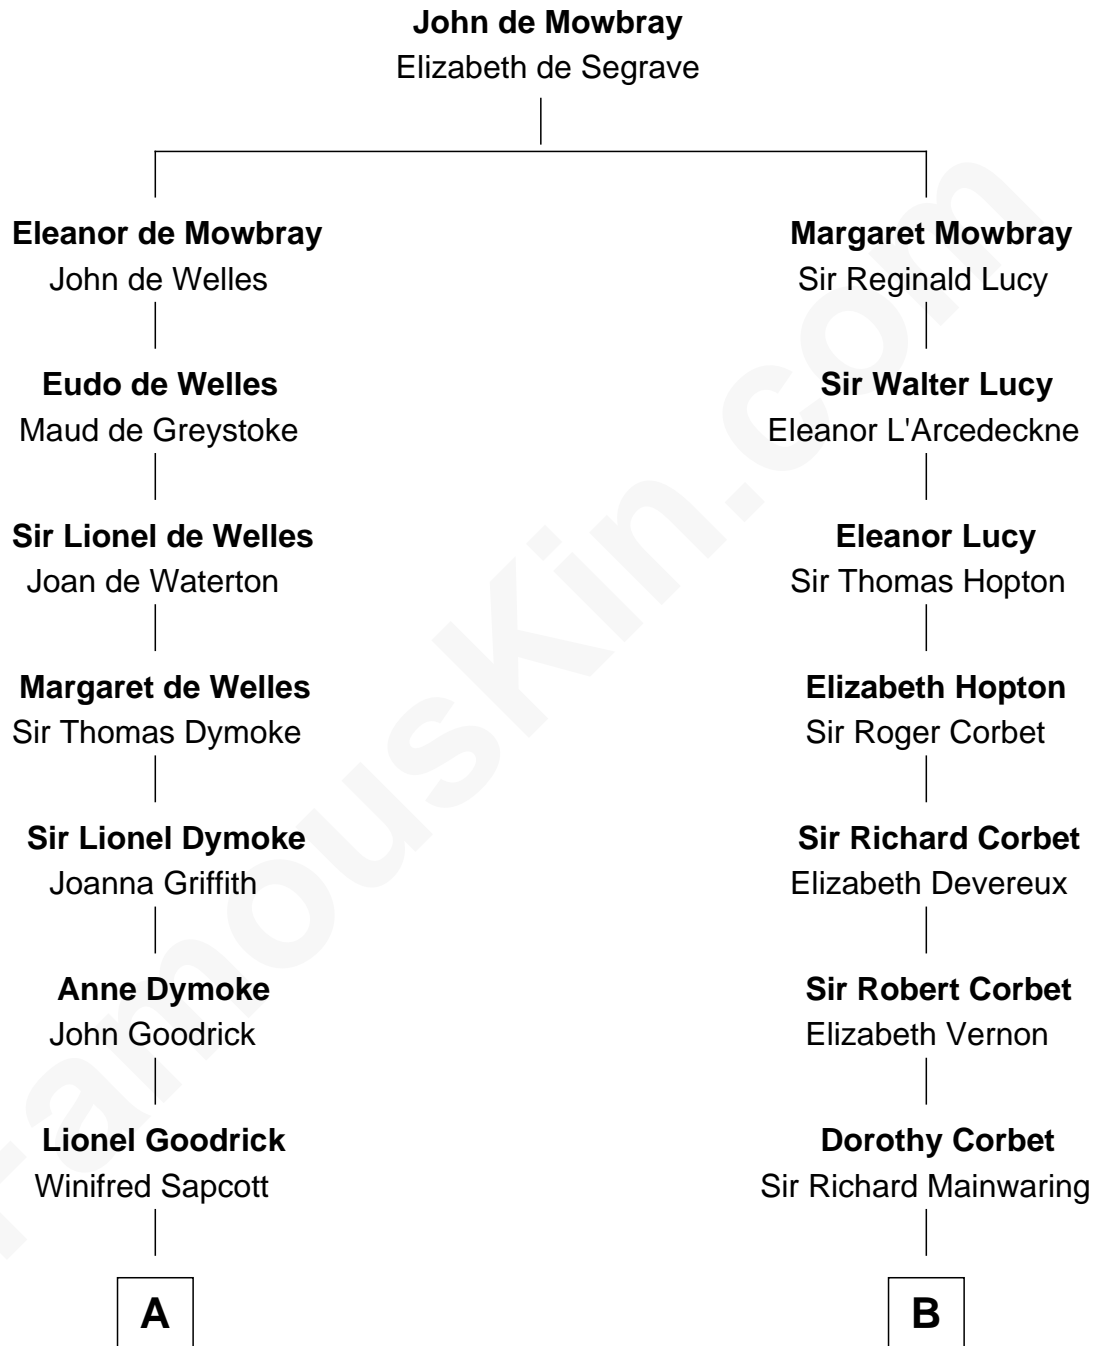 John de Mowbray
Elizabeth de Segrave
Eleanor de Mowbray
John de Welles
Eudo de Welles
Maud de Greystoke
Sir Lionel de Welles
Joan de Waterton
Margaret de Welles
Sir Thomas Dymoke
Sir Lionel Dymoke
Joanna Griffith
Anne Dymoke
John Goodrick
Lionel Goodrick
Winifred Sapcott
A
Margaret Mowbray
Sir Reginald Lucy
Sir Walter Lucy
Eleanor L'Arcedeckne
Eleanor Lucy
Sir Thomas Hopton
Elizabeth Hopton
Sir Roger Corbet
Sir Richard Corbet
Elizabeth Devereux
Sir Robert Corbet
Elizabeth Vernon
Dorothy Corbet
Sir Richard Mainwaring
B
FamousKin.com